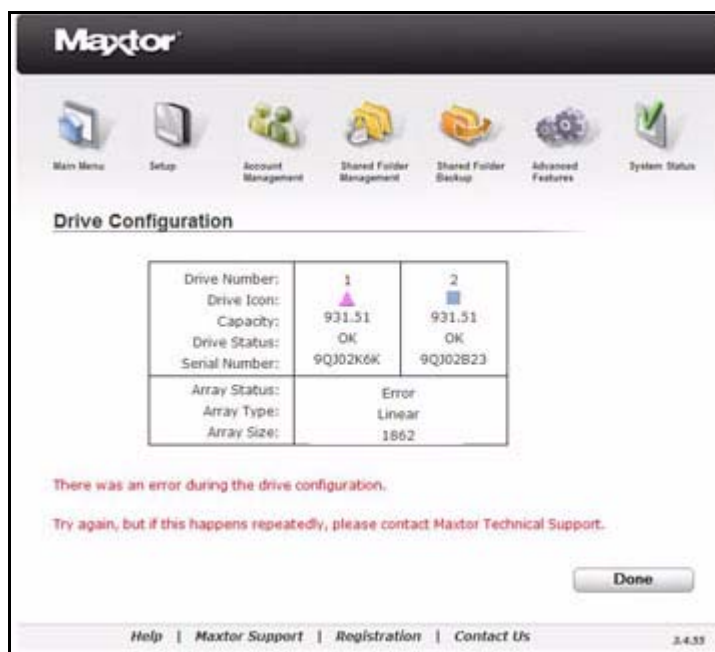 Maxtor
Main Menu
Setup
Account Management
Shared Folder Management
Shared Folder Backup
Advanced Features
System Status
Drive Configuration
Drive Number: 1 2
Drive Icon:
Capacity: 931.51 931.51
Drive Status: OK OK
Serial Number: 9QJ02K6K 9QJ02B23
Array Status: Error
Array Type: Linear
Array Size: 1862
There was an error during the drive configuration.
Try again, but if this happens repeatedly, please contact Maxtor Technical Support.
Done
Help | Maxtor Support | Registration | Contact Us
3.4.55